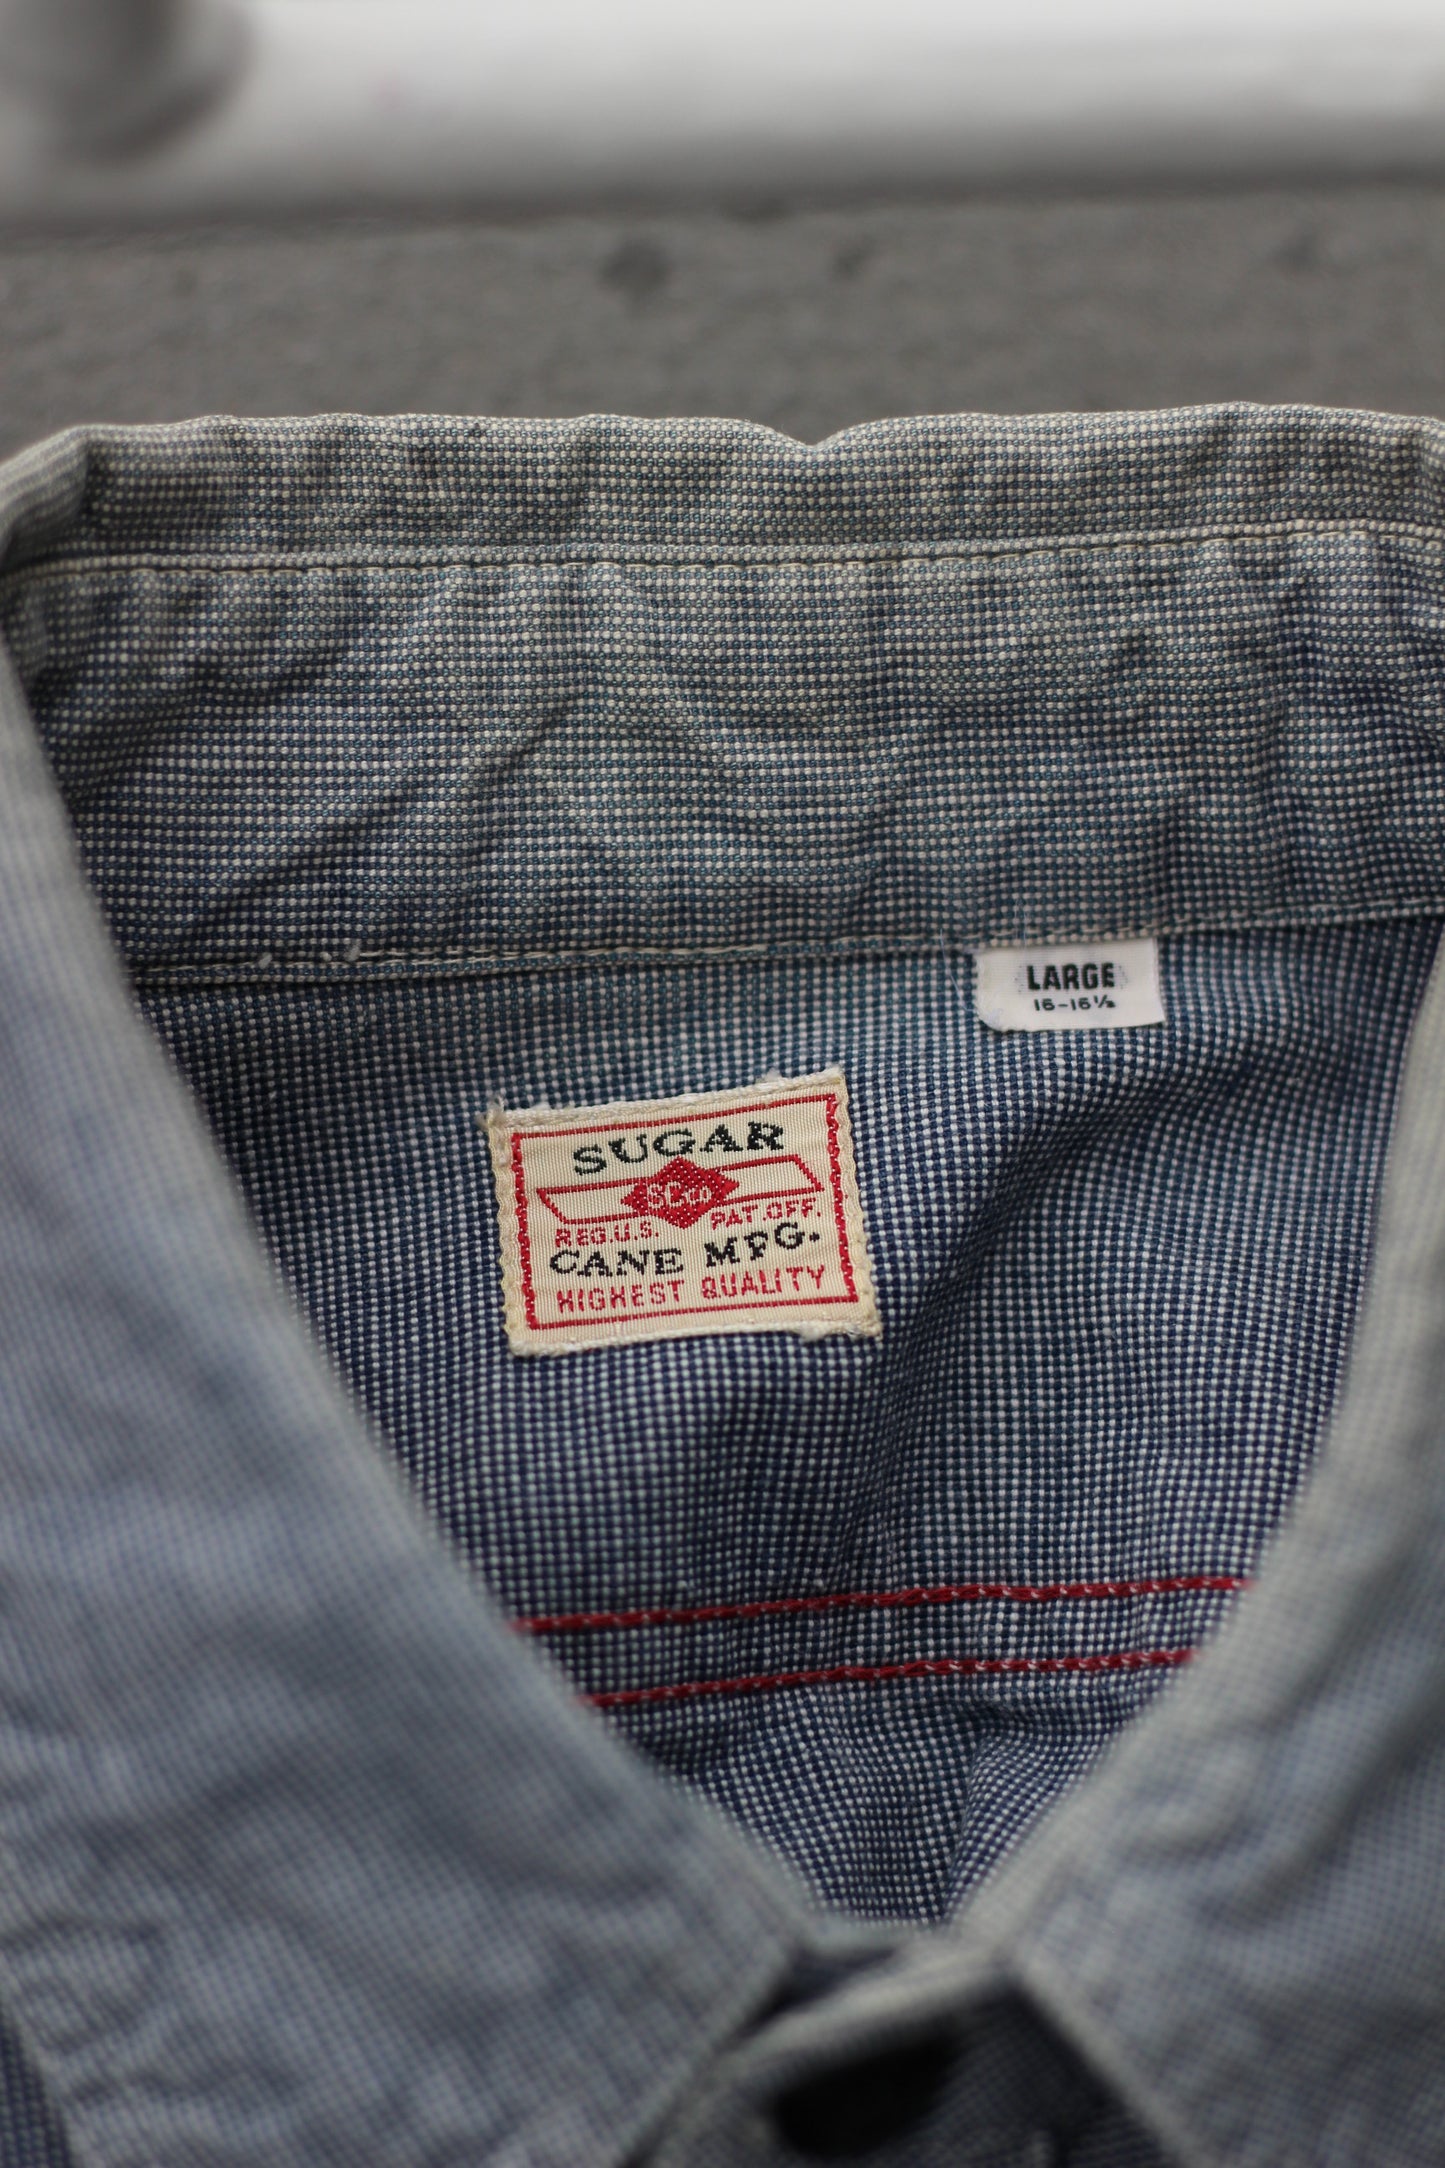 LARGE
16-16½
SUGAR
SC.CO
REG.U.S. PAT.OFF.
CANE MFG.
HIGHEST QUALITY